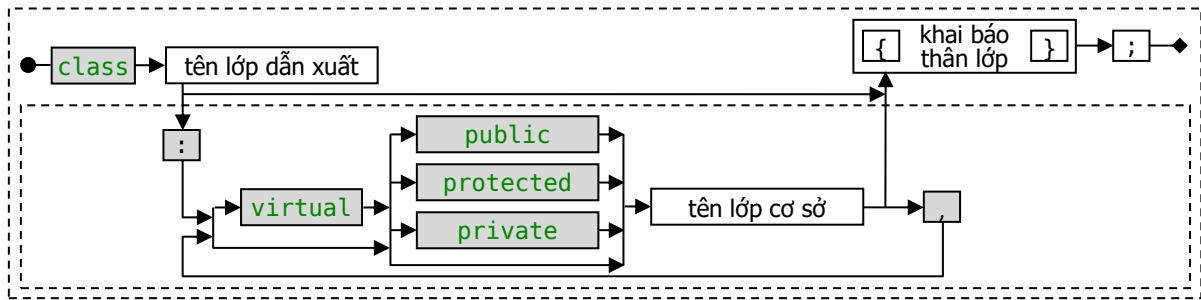 khai báo
{ thân lớp }
;
class
tên lớp dẫn xuất
:
public
protected
virtual
private
tên lớp cơ sở
,